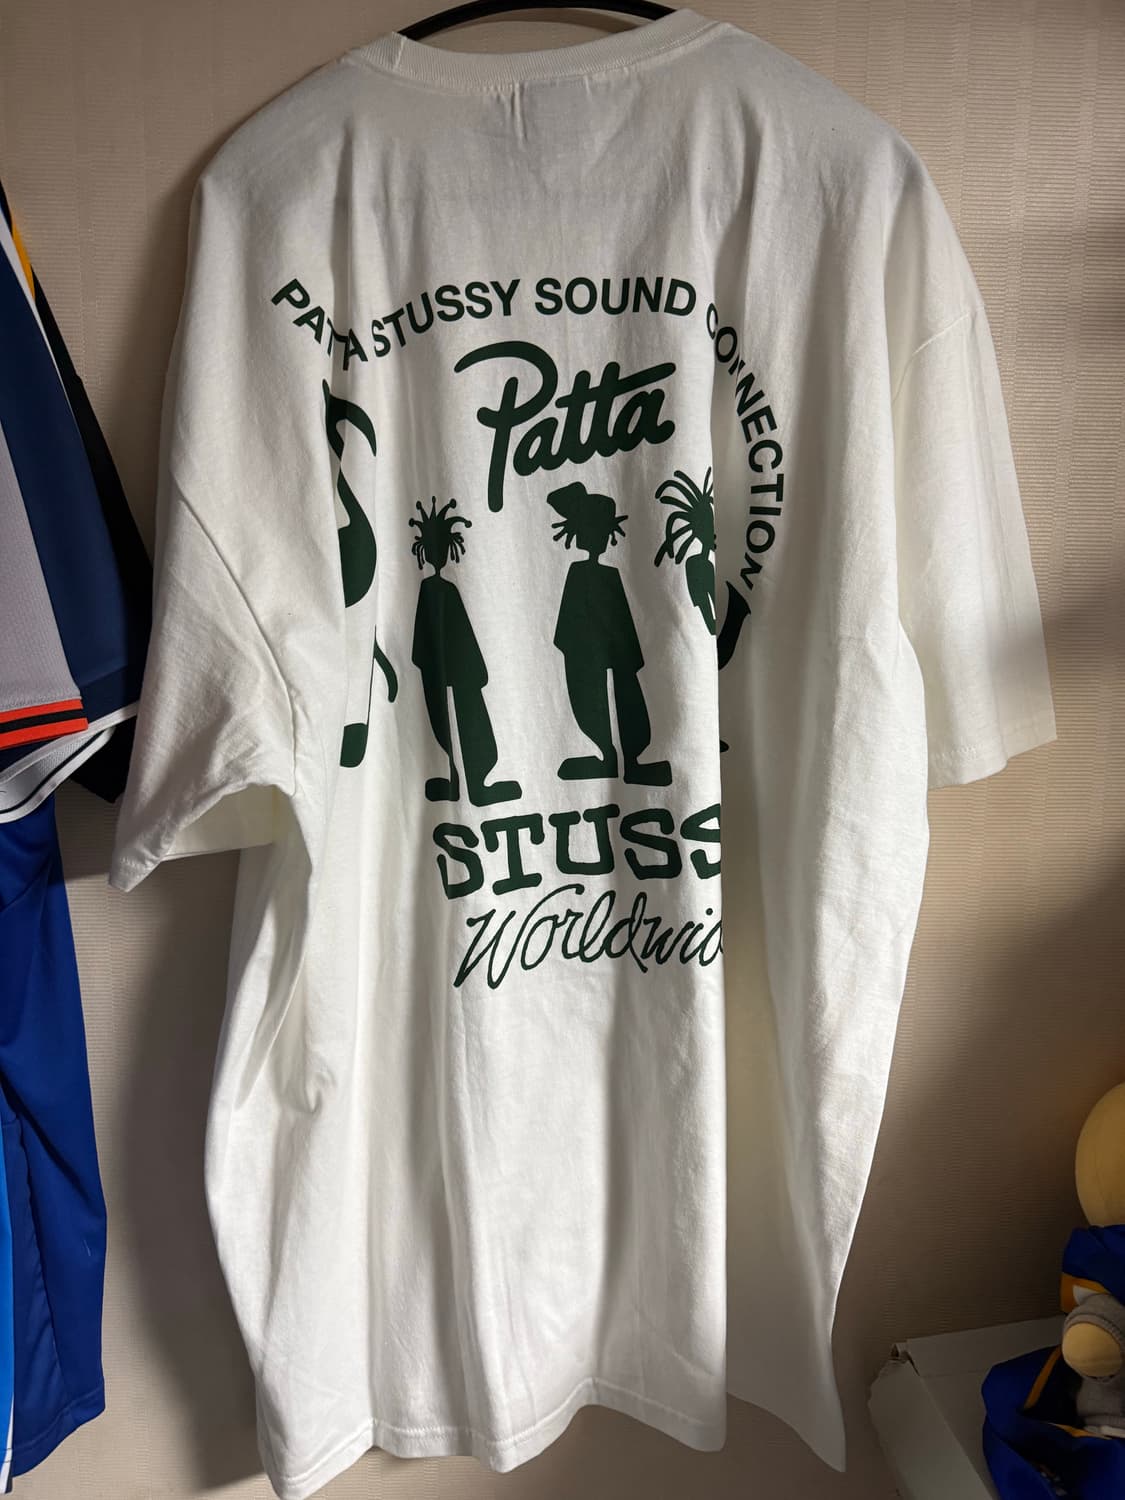 PATTA STUSSY SOUND CONNECTION
Patta
STUSS
Worldwid